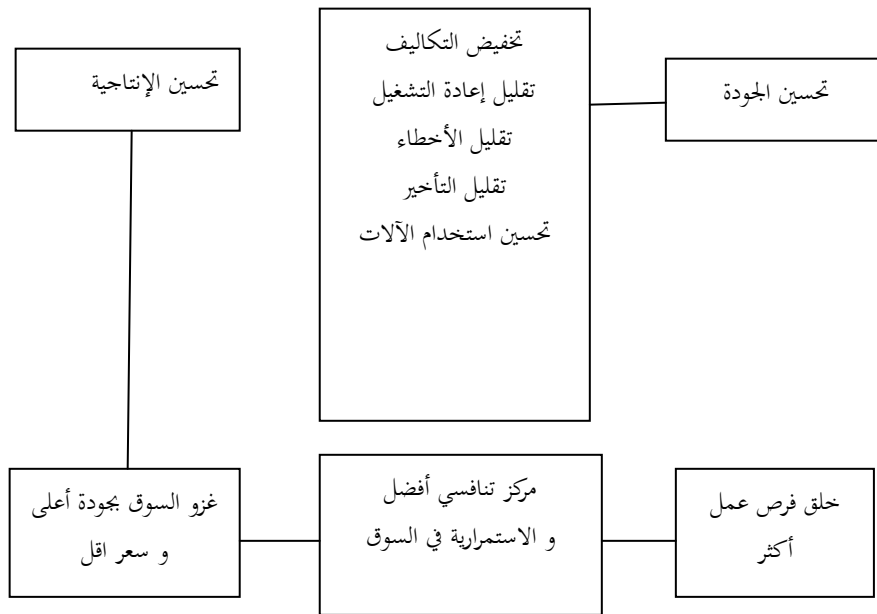 تحسين الجودة
تخفيض التكاليف
تقليل إعادة التشغيل
تقليل الأخطاء
تقليل التأخير
تحسين استخدام الآلات
تحسين الإنتاجية
غزو السوق بجودة أعلى
و سعر اقل
مركز تنافسي أفضل
و الاستمرارية في السوق
خلق فرص عمل
أكثر